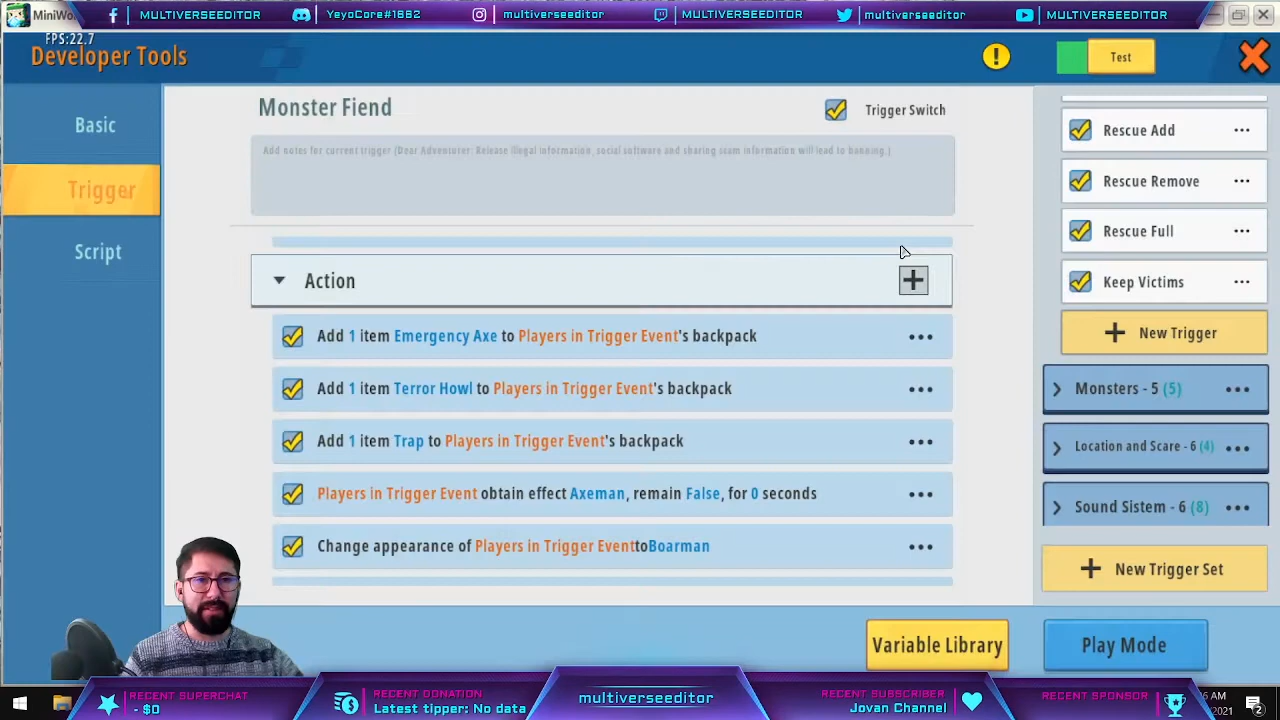 MiniWor
MULTIVERSEEDITOR
YeyoCore#1682
multiverseeditor
MULTIVERSEEDITOR
multiverseeditor
MULTIVERSEEDITOR
FPS:22.7
Developer Tools
!
Test
Basic
Trigger
Script
Monster Fiend
Trigger Switch
Add notes for current trigger (Dear Adventurer: Release illegal information, social software and sharing scam information will lead to banning.)
Action
Add 1 item Emergency Axe to Players in Trigger Event's backpack
Add 1 item Terror Howl to Players in Trigger Event's backpack
Add 1 item Trap to Players in Trigger Event's backpack
Players in Trigger Event obtain effect Axeman, remain False, for 0 seconds
Change appearance of Players in Trigger EventtoBoarman
Rescue Add
Rescue Remove
Rescue Full
Keep Victims
New Trigger
Monsters - 5 (5)
Location and Scare - 6 (4)
Sound Sistem - 6 (8)
New Trigger Set
Variable Library
Play Mode
RECENT SUPERCHAT
- $0
RECENT DONATION
Latest tipper: No data
multiverseeditor
RECENT SUBSCRIBER
Jovan Channel
RECENT SPONSOR